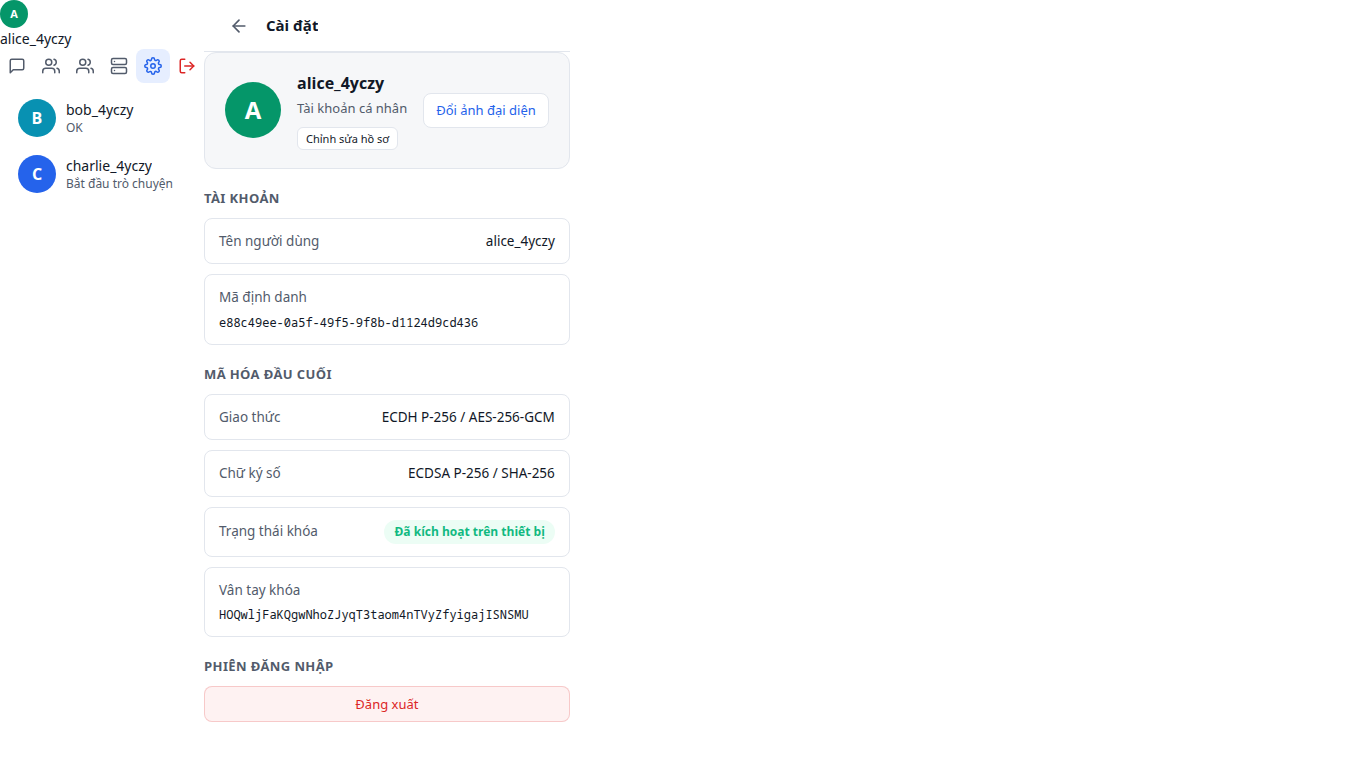 A
alice_4yczy
B
bob_4yczy
OK
C
charlie_4yczy
Bắt đầu trò chuyện
Cài đặt
A
alice_4yczy
Tài khoản cá nhân
Chỉnh sửa hồ sơ
Đổi ảnh đại diện
TÀI KHOẢN
Tên người dùng alice_4yczy
Mã định danh
e88c49ee-0a5f-49f5-9f8b-d1124d9cd436
MÃ HÓA ĐẦU CUỐI
Giao thức ECDH P-256 / AES-256-GCM
Chữ ký số ECDSA P-256 / SHA-256
Trạng thái khóa Đã kích hoạt trên thiết bị
Vân tay khóa
HOQwljFaKQgwNhoZJyqT3taom4nTVyZfyigajISNSMU
PHIÊN ĐĂNG NHẬP
Đăng xuất